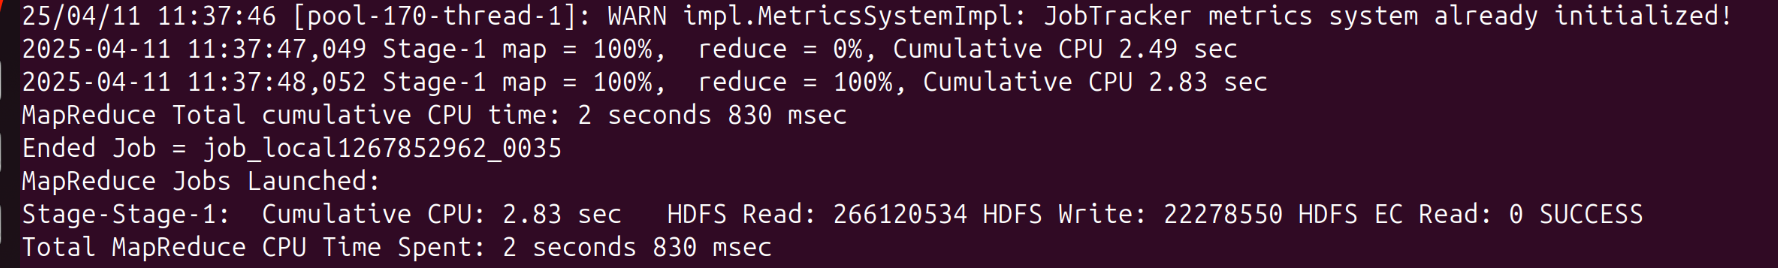 25/04/11 11:37:46 [pool-170-thread-1]: WARN impl.MetricsSystemImpl: JobTracker metrics system already initialized!
2025-04-11 11:37:47,049 Stage-1 map = 100%,  reduce = 0%, Cumulative CPU 2.49 sec
2025-04-11 11:37:48,052 Stage-1 map = 100%,  reduce = 100%, Cumulative CPU 2.83 sec
MapReduce Total cumulative CPU time: 2 seconds 830 msec
Ended Job = job_local1267852962_0035
MapReduce Jobs Launched:
Stage-Stage-1:  Cumulative CPU: 2.83 sec   HDFS Read: 266120534 HDFS Write: 22278550 HDFS EC Read: 0 SUCCESS
Total MapReduce CPU Time Spent: 2 seconds 830 msec